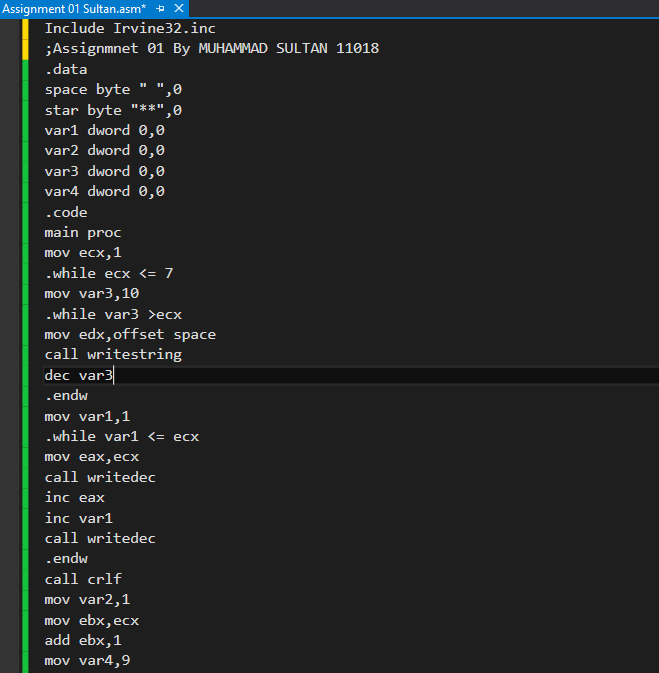 Assignment 01 Sultan.asm*
Include Irvine32.inc
;Assignmnet 01 By MUHAMMAD SULTAN 11018
.data
space byte " ",0
star byte "**",0
var1 dword 0,0
var2 dword 0,0
var3 dword 0,0
var4 dword 0,0
.code
main proc
mov ecx,1
.while ecx <= 7
mov var3,10
.while var3 >ecx
mov edx,offset space
call writestring
dec var3
.endw
mov var1,1
.while var1 <= ecx
mov eax,ecx
call writedec
inc eax
inc var1
call writedec
.endw
call crlf
mov var2,1
mov ebx,ecx
add ebx,1
mov var4,9